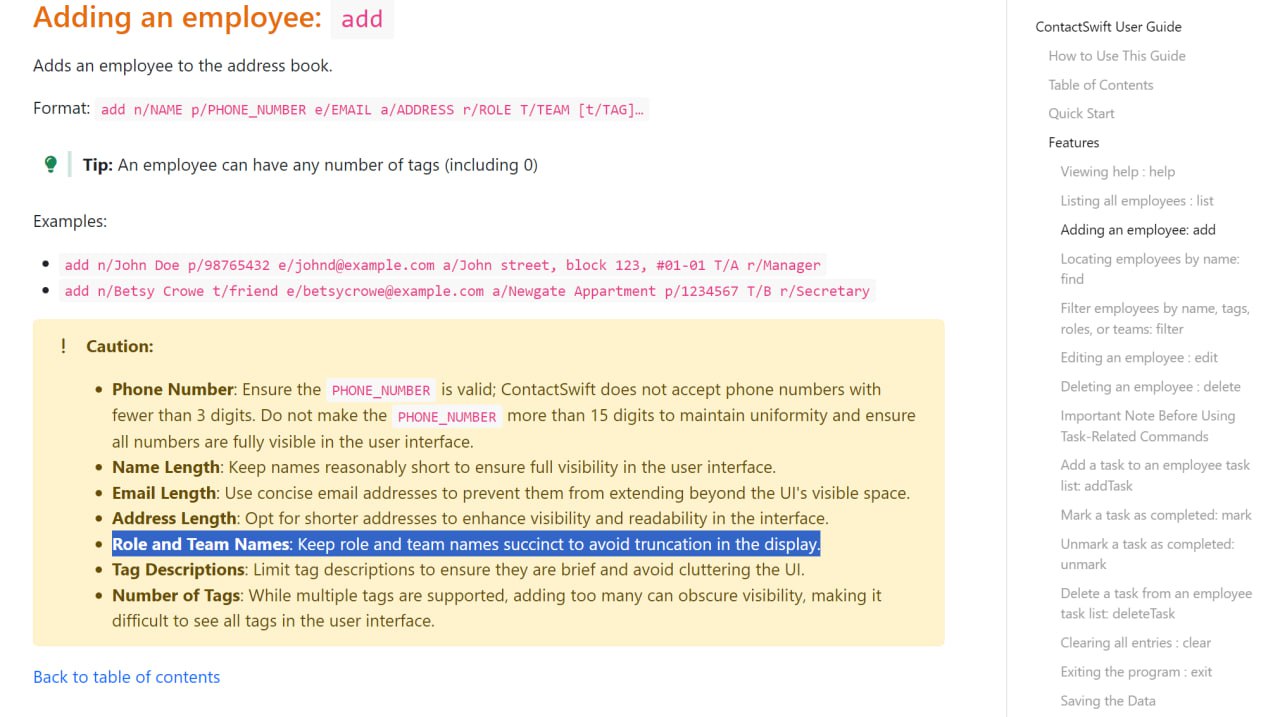 Adding an employee: add
Adds an employee to the address book.
Format: add n/NAME p/PHONE_NUMBER e/EMAIL a/ADDRESS r/ROLE T/TEAM [t/TAG]…
Tip: An employee can have any number of tags (including 0)
Examples:
add n/John Doe p/98765432 e/johnd@example.com a/John street, block 123, #01-01 T/A r/Manager
add n/Betsy Crowe t/friend e/betsycrowe@example.com a/Newgate Appartment p/1234567 T/B r/Secretary
Caution:
Phone Number: Ensure the PHONE_NUMBER is valid; ContactSwift does not accept phone numbers with
fewer than 3 digits. Do not make the PHONE_NUMBER more than 15 digits to maintain uniformity and ensure
all numbers are fully visible in the user interface.
Name Length: Keep names reasonably short to ensure full visibility in the user interface.
Email Length: Use concise email addresses to prevent them from extending beyond the UI's visible space.
Address Length: Opt for shorter addresses to enhance visibility and readability in the interface.
Role and Team Names: Keep role and team names succinct to avoid truncation in the display.
Tag Descriptions: Limit tag descriptions to ensure they are brief and avoid cluttering the UI.
Number of Tags: While multiple tags are supported, adding too many can obscure visibility, making it
difficult to see all tags in the user interface.
Back to table of contents
ContactSwift User Guide
How to Use This Guide
Table of Contents
Quick Start
Features
Viewing help : help
Listing all employees : list
Adding an employee: add
Locating employees by name:
find
Filter employees by name, tags,
roles, or teams: filter
Editing an employee : edit
Deleting an employee : delete
Important Note Before Using
Task-Related Commands
Add a task to an employee task
list: addTask
Mark a task as completed: mark
Unmark a task as completed:
unmark
Delete a task from an employee
task list: deleteTask
Clearing all entries : clear
Exiting the program : exit
Saving the Data